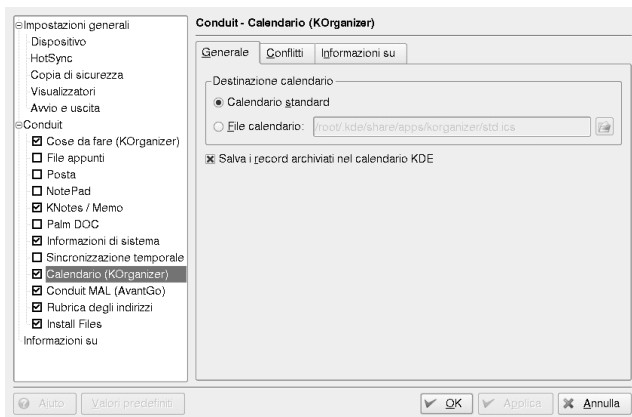 Impostazioni generali
Dispositivo
HotSync
Copia di sicurezza
Visualizzatori
Avvio e uscita
Conduit
Cose da fare (KOrganizer)
File appunti
Posta
NotePad
KNotes / Memo
Palm DOC
Informazioni di sistema
Sincronizzazione temporale
Calendario (KOrganizer)
Conduit MAL (AvantGo)
Rubrica degli indirizzi
Install Files
Informazioni su
Conduit - Calendario (KOrganizer)
Generale Conflitti Informazioni su
Destinazione calendario
Calendario standard
File calendario: /root/.kde/share/apps/korganizer/std.ics
Salva i record archiviati nel calendario KDE
Aiuto Valori predefiniti OK Applica Annulla